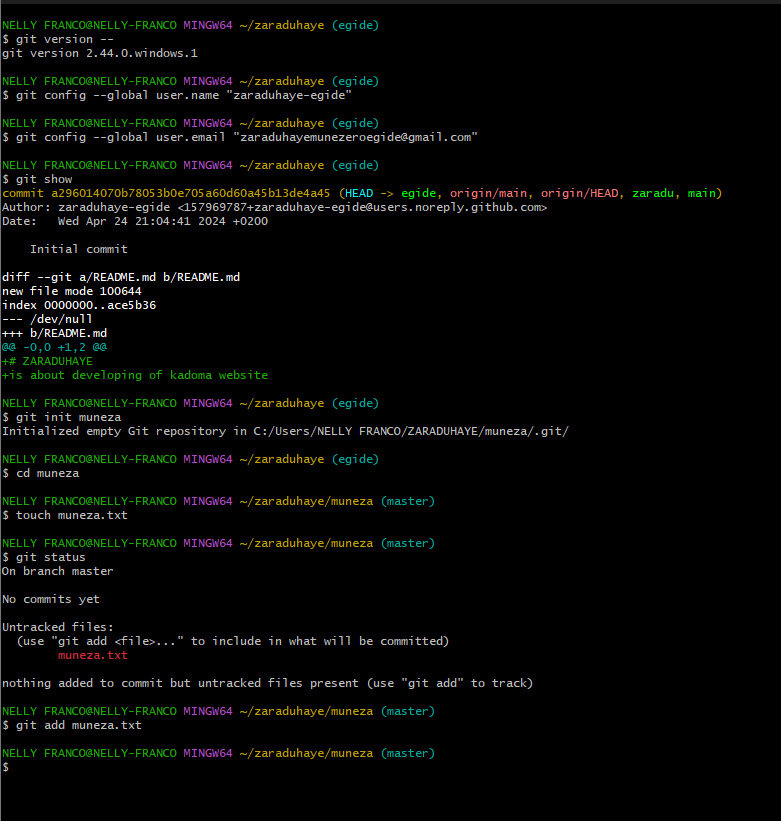 NELLY FRANCO@NELLY-FRANCO MINGW64 ~/zaraduhaye (egide)
$ git version --
git version 2.44.0.windows.1
NELLY FRANCO@NELLY-FRANCO MINGW64 ~/zaraduhaye (egide)
$ git config --global user.name "zaraduhaye-egide"
NELLY FRANCO@NELLY-FRANCO MINGW64 ~/zaraduhaye (egide)
$ git config --global user.email "zaraduhayemunezeroegide@gmail.com"
NELLY FRANCO@NELLY-FRANCO MINGW64 ~/zaraduhaye (egide)
$ git show
commit a296014070b78053b0e705a60d60a45b13de4a45 (HEAD -> egide, origin/main, origin/HEAD, zaradu, main)
Author: zaraduhaye-egide <157969787+zaraduhaye-egide@users.noreply.github.com>
Date:   Wed Apr 24 21:04:41 2024 +0200
    Initial commit
diff --git a/README.md b/README.md
new file mode 100644
index 0000000..ace5b36
--- /dev/null
+++ b/README.md
@@ -0,0 +1,2 @@
+# ZARADUHAYE
+is about developing of kadoma website
NELLY FRANCO@NELLY-FRANCO MINGW64 ~/zaraduhaye (egide)
$ git init muneza
Initialized empty Git repository in C:/Users/NELLY FRANCO/ZARADUHAYE/muneza/.git/
NELLY FRANCO@NELLY-FRANCO MINGW64 ~/zaraduhaye (egide)
$ cd muneza
NELLY FRANCO@NELLY-FRANCO MINGW64 ~/zaraduhaye/muneza (master)
$ touch muneza.txt
NELLY FRANCO@NELLY-FRANCO MINGW64 ~/zaraduhaye/muneza (master)
$ git status
On branch master
No commits yet
Untracked files:
  (use "git add <file>..." to include in what will be committed)
        muneza.txt
nothing added to commit but untracked files present (use "git add" to track)
NELLY FRANCO@NELLY-FRANCO MINGW64 ~/zaraduhaye/muneza (master)
$ git add muneza.txt
NELLY FRANCO@NELLY-FRANCO MINGW64 ~/zaraduhaye/muneza (master)
$